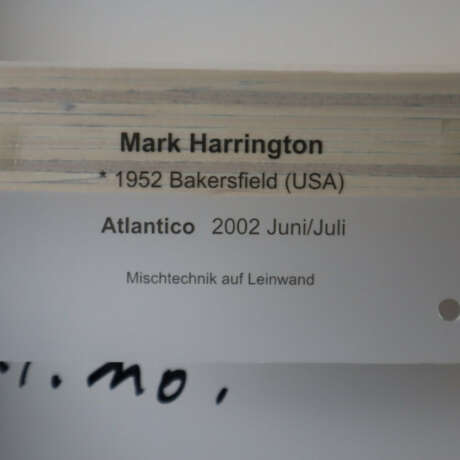 Mark Harrington
* 1952 Bakersfield (USA)
Atlantico 2002 Juni/Juli
Mischtechnik auf Leinwand